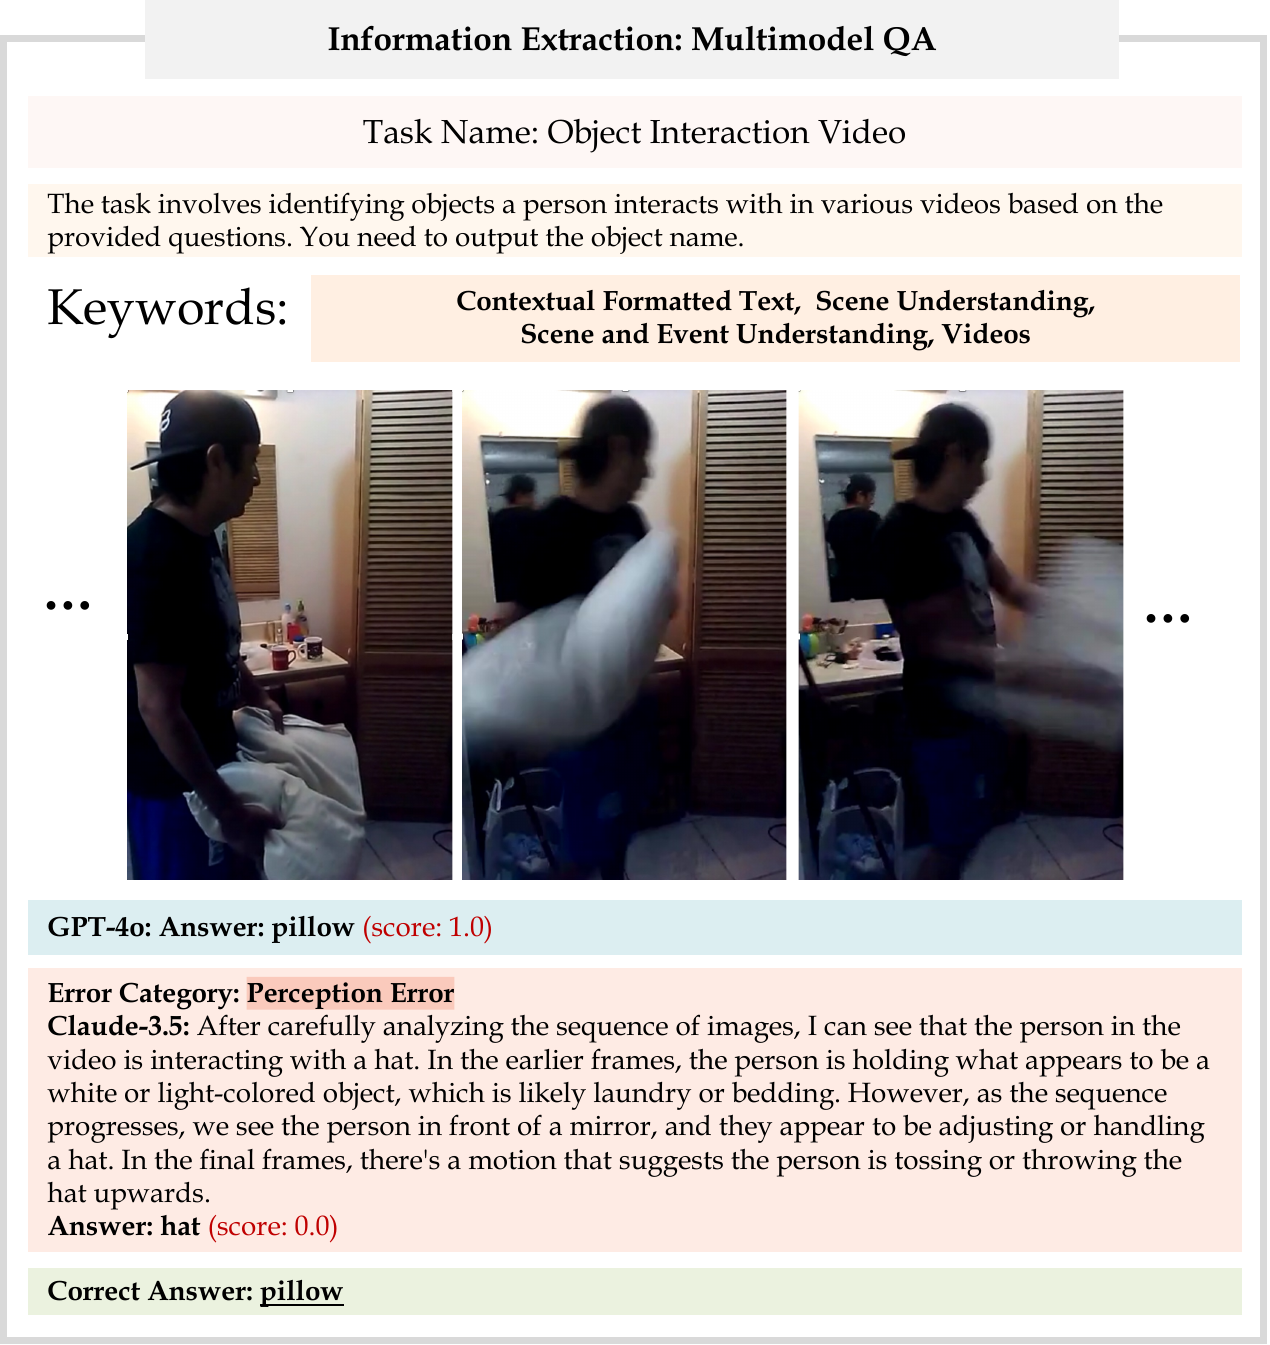 Information Extraction: Multimodel QA
Task Name: Object Interaction Video
The task involves identifying objects a person interacts with in various videos based on the
provided questions. You need to output the object name.
Keywords:
Contextual Formatted Text, Scene Understanding,
Scene and Event Understanding, Videos
...
...
GPT-4o: Answer: pillow (score: 1.0)
Error Category: Perception Error
Claude-3.5: After carefully analyzing the sequence of images, I can see that the person in the
video is interacting with a hat. In the earlier frames, the person is holding what appears to be a
white or light-colored object, which is likely laundry or bedding. However, as the sequence
progresses, we see the person in front of a mirror, and they appear to be adjusting or handling
a hat. In the final frames, there's a motion that suggests the person is tossing or throwing the
hat upwards.
Answer: hat (score: 0.0)
Correct Answer: pillow